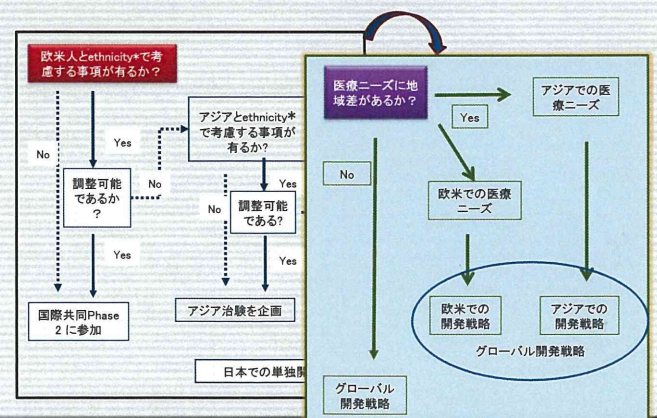 欧米人とethnicity*で考
慮する事項が有るか？
No
Yes
調整可能
であるか
？
No
Yes
国際共同Phase
2 に参加
アジアとethnicity*
で考慮する事項が
有るか?
No
Yes
調整可能
である?
Yes
アジア治験を企画
日本での単独開
医療ニーズに地
域差があるか？
Yes
アジアでの医
療ニーズ
No
欧米での医療
ニーズ
欧米での
開発戦略
アジアでの
開発戦略
グローバル開発戦略
グローバル
開発戦略